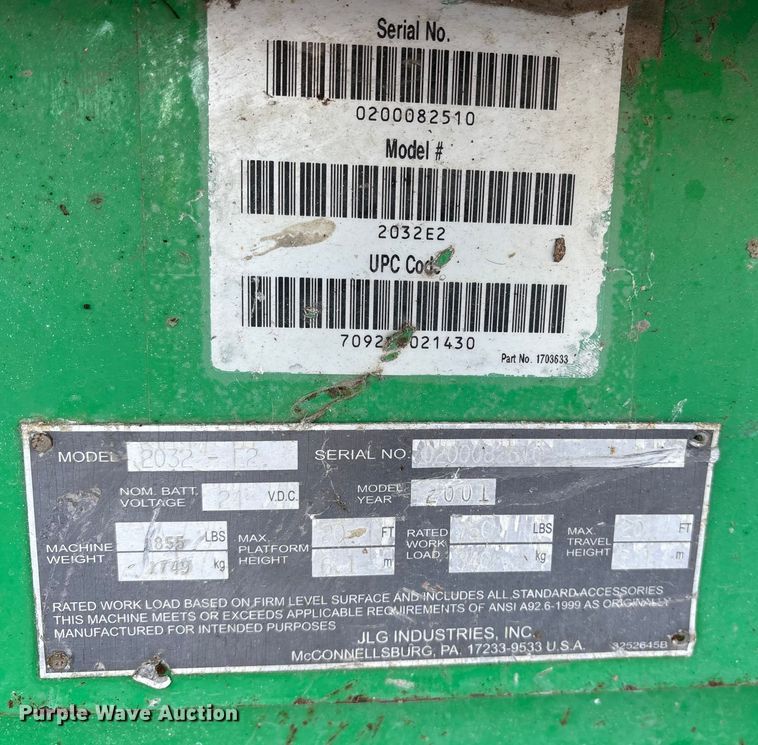 Serial No.
0200082510
Model #
2032E2
UPC Code
021430
Part No. 1703633
MODEL 2032 - E2 SERIAL NO.
NOM. BATT. VOLTAGE V.D.C. MODEL YEAR 2001
MACHINE WEIGHT LBS kg
MAX. PLATFORM HEIGHT FT m
RATED WORK LOAD LBS kg
MAX. TRAVEL HEIGHT FT m
RATED WORK LOAD BASED ON FIRM LEVEL SURFACE AND INCLUDES ALL STANDARD ACCESSORIES
THIS MACHINE MEETS OR EXCEEDS APPLICABLE REQUIREMENTS OF ANSI A92.6-1999 AS ORIGINALLY
MANUFACTURED FOR INTENDED PURPOSES
JLG INDUSTRIES, INC.
McCONNELLSBURG, PA. 17233-9533 U.S.A.
3252645B
Purple Wave Auction